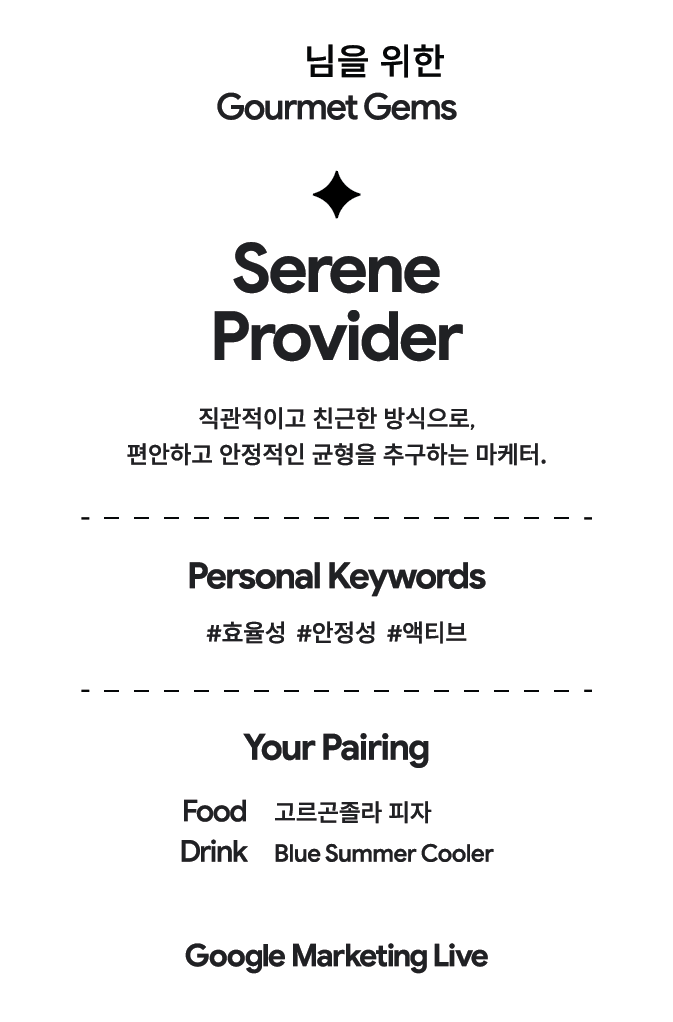 님을 위한
Gourmet Gems
Serene
Provider
직관적이고 친근한 방식으로,
편안하고 안정적인 균형을 추구하는 마케터.
Personal Keywords
#효율성 #안정성 #액티브
Your Pairing
Food 고르곤졸라 피자
Drink Blue Summer Cooler
Google Marketing Live